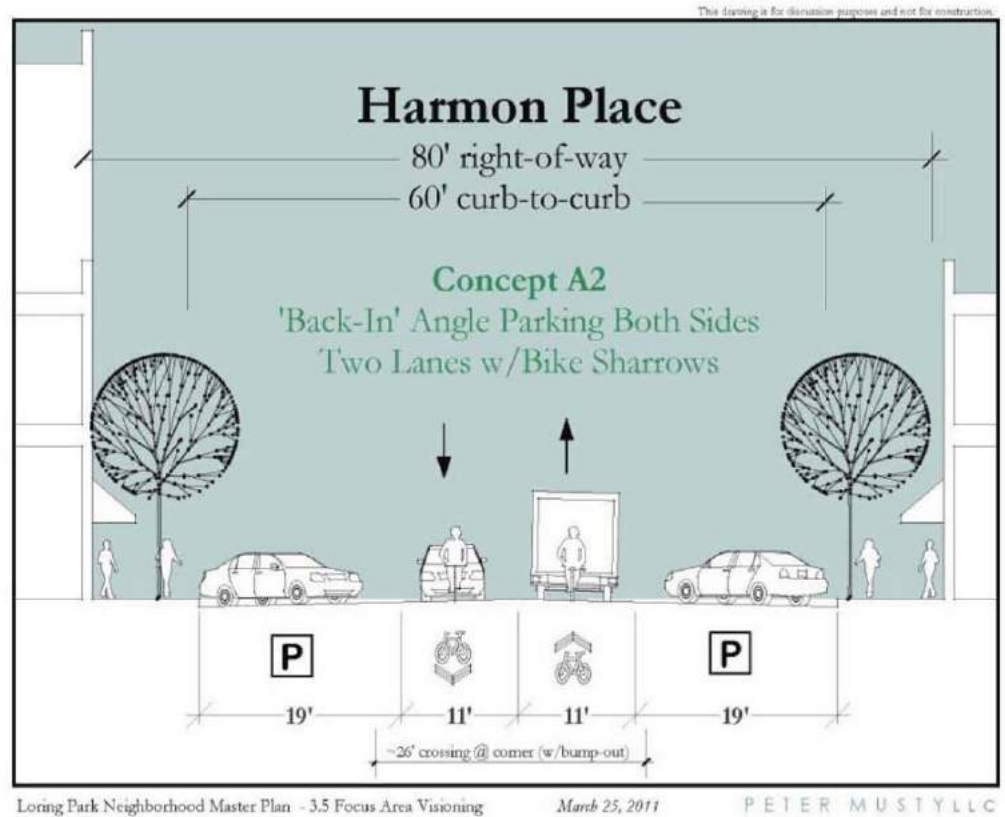 This drawing is for discussion purposes and not for construction.
Harmon Place
80' right-of-way
60' curb-to-curb
Concept A2
'Back-In' Angle Parking Both Sides
Two Lanes w/Bike Sharrows
P
P
19'
11'
11'
19'
~26' crossing @ corner (w/bump-out)
Loring Park Neighborhood Master Plan - 3.5 Focus Area Visioning
March 25, 2011
PETER MUSTYLLC